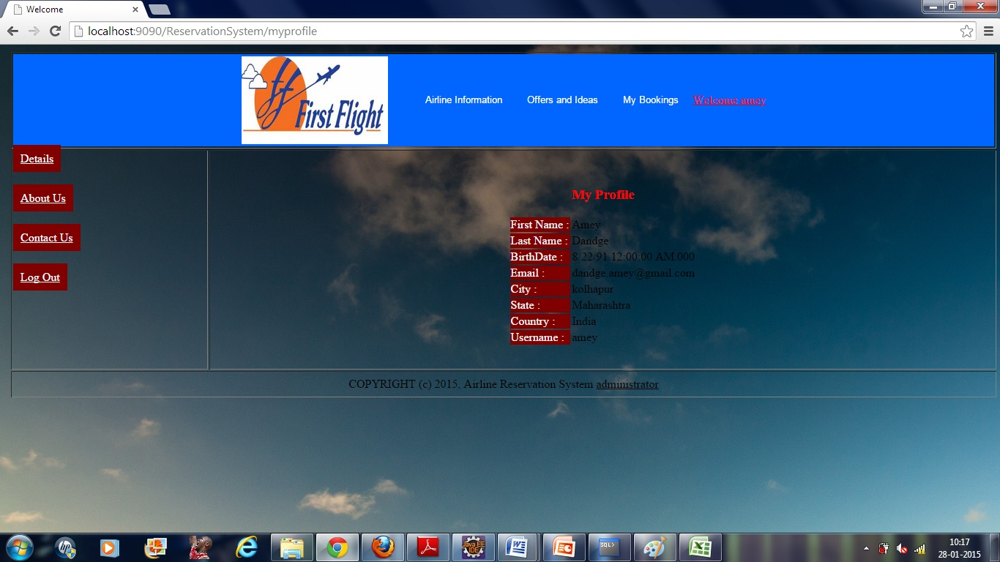 Welcome
localhost:9090/ReservationSystem/myprofile
First Flight
Airline Information Offers and Ideas My Bookings Welcome amey
Details
About Us
Contact Us
Log Out
My Profile
First Name : Amey
Last Name : Dandge
BirthDate : 8/22/91 12:00:00 AM.000
Email : dandge.amey@gmail.com
City : kolhapur
State : Maharashtra
Country : India
Username : amey
COPYRIGHT (c) 2015, Airline Reservation System administrator
hp
Java EE
IDE
SQL>
10:17
28-01-2015